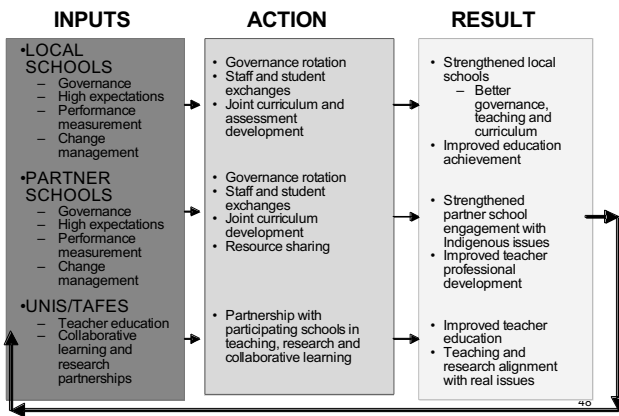 INPUTS
•LOCAL
SCHOOLS
– Governance
– High expectations
– Performance
measurement
– Change
management
•PARTNER
SCHOOLS
– Governance
– High expectations
– Performance
measurement
– Change
management
•UNIS/TAFES
– Teacher education
– Collaborative
learning and
research
partnerships
ACTION
• Governance rotation
• Staff and student
exchanges
• Joint curriculum and
assessment
development
• Governance rotation
• Staff and student
exchanges
• Joint curriculum
development
• Resource sharing
• Partnership with
participating schools in
teaching, research and
collaborative learning
RESULT
• Strengthened local
schools
– Better
governance,
teaching and
curriculum
• Improved education
achievement
• Strengthened
partner school
engagement with
Indigenous issues
• Improved teacher
professional
development
• Improved teacher
education
• Teaching and
research alignment
with real issues